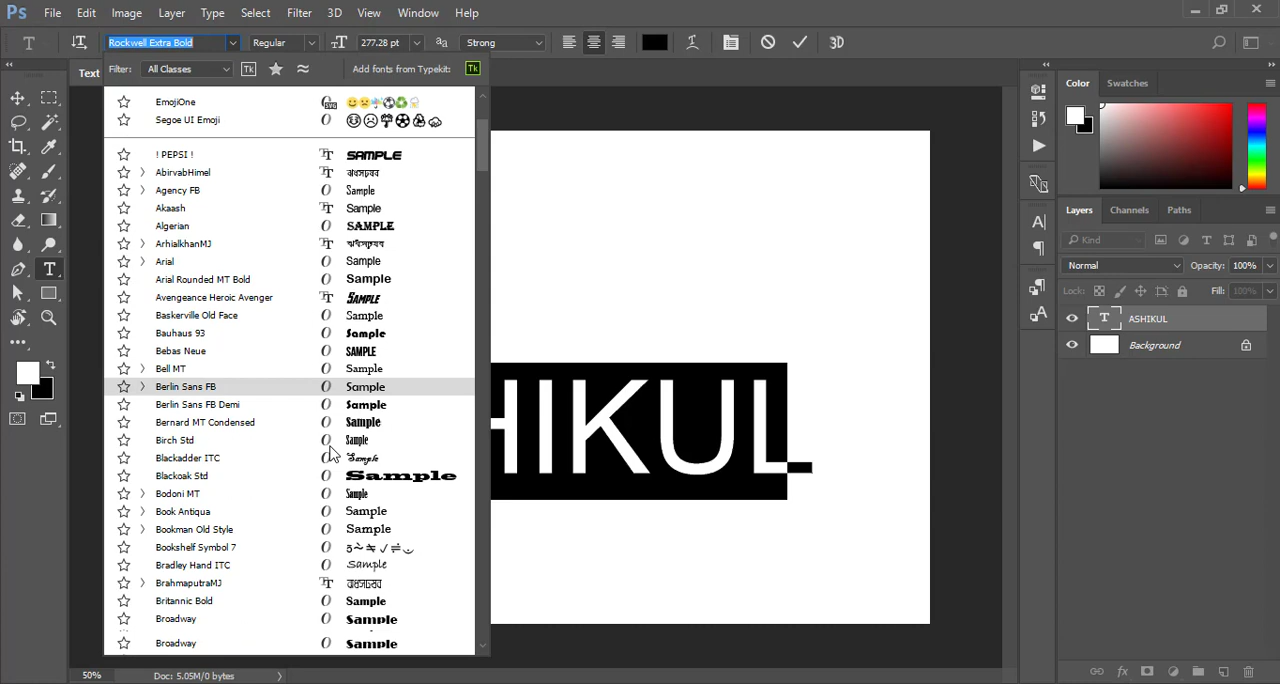 Ps File Edit Image Layer Type Select Filter 3D View Window Help
Rockwell Extra Bold Regular 277.28 pt Strong 3D
Filter: All Classes Tk Add fonts from Typekit: Tk
Text
EmojiOne
Segoe UI Emoji
! PEPSI ! SAMPLE
AbirvabHimel
Agency FB Sample
Akaash Sample
Algerian SAMPLE
ArhialkhanMJ
Arial Sample
Arial Rounded MT Bold Sample
Avengeance Heroic Avenger SAMPLE
Baskerville Old Face Sample
Bauhaus 93 Sample
Bebas Neue SAMPLE
Bell MT Sample
Berlin Sans FB Sample
Berlin Sans FB Demi Sample
Bernard MT Condensed Sample
Birch Std Sample
Blackadder ITC Sample
Blackoak Std Sample
Bodoni MT Sample
Book Antiqua Sample
Bookman Old Style Sample
Bookshelf Symbol 7
Bradley Hand ITC Sample
BrahmaputraMJ
Britannic Bold Sample
Broadway Sample
Broadway Sample
HIKUL
Color Swatches
Layers Channels Paths
Kind
Normal Opacity: 100%
Lock: Fill: 100%
T ASHIKUL
Background
50% Doc: 5.05M/0 bytes